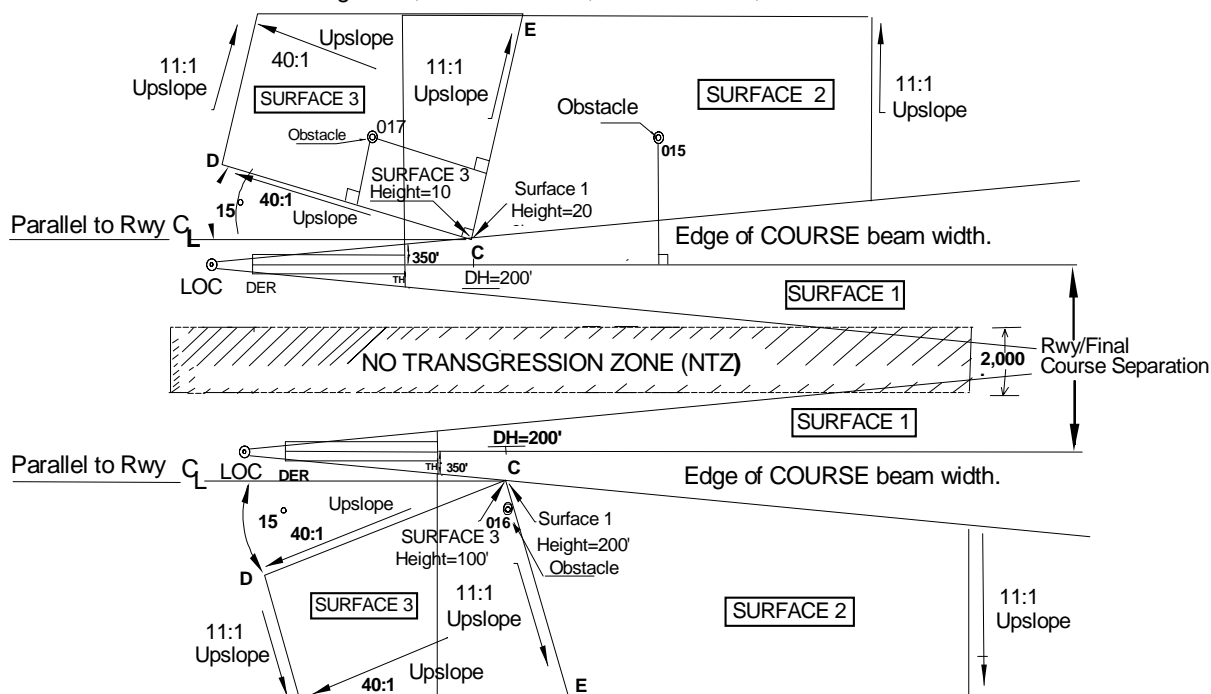 Upslope
E
40:1
11:1
Upslope
11:1
Upslope
SURFACE 3
SURFACE 2
11:1
Upslope
Obstacle
Obstacle
017
015
D
SURFACE 3
Height=10
Surface 1
Height=20
15°
40:1
Upslope
Parallel to Rwy CL
Edge of COURSE beam width.
350'
C
TH
DH=200'
LOC
DER
SURFACE 1
NO TRANSGRESSION ZONE (NTZ)
2,000
Rwy/Final
Course Separation
SURFACE 1
DH=200'
TH
350'
C
Parallel to Rwy CL
LOC
DER
Edge of COURSE beam width.
Upslope
15°
40:1
016
SURFACE 3
Height=100'
Surface 1
Height=200'
Obstacle
D
SURFACE 3
11:1
Upslope
SURFACE 2
11:1
Upslope
11:1
Upslope
40:1
Upslope
E